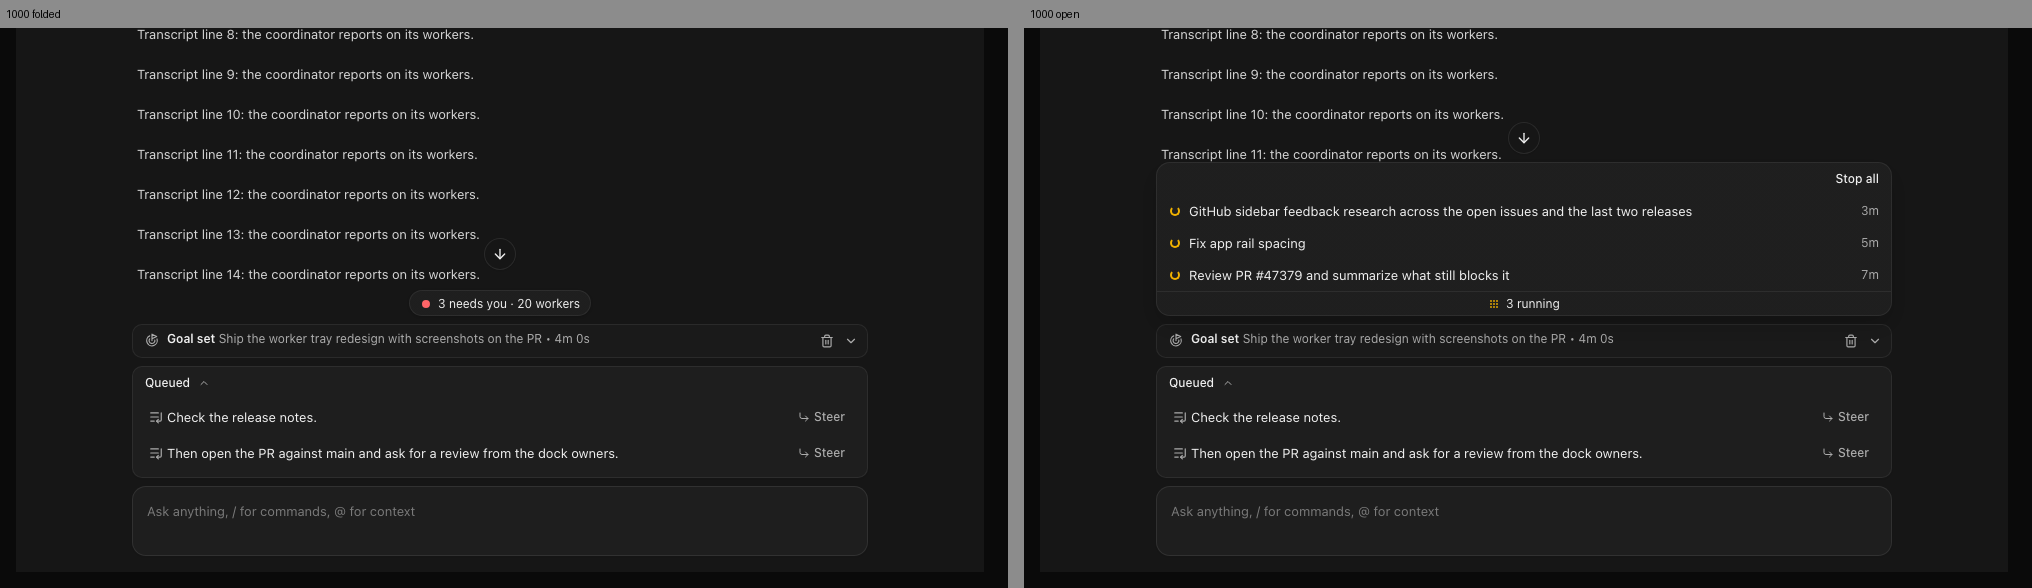 1000 folded
Transcript line 8: the coordinator reports on its workers.
Transcript line 9: the coordinator reports on its workers.
Transcript line 10: the coordinator reports on its workers.
Transcript line 11: the coordinator reports on its workers.
Transcript line 12: the coordinator reports on its workers.
Transcript line 13: the coordinator reports on its workers.
Transcript line 14: the coordinator reports on its workers.
3 needs you · 20 workers
Goal set Ship the worker tray redesign with screenshots on the PR • 4m 0s
Queued
Check the release notes. Steer
Then open the PR against main and ask for a review from the dock owners. Steer
Ask anything, / for commands, @ for context
1000 open
Transcript line 8: the coordinator reports on its workers.
Transcript line 9: the coordinator reports on its workers.
Transcript line 10: the coordinator reports on its workers.
Transcript line 11: the coordinator reports on its workers.
Stop all
GitHub sidebar feedback research across the open issues and the last two releases 3m
Fix app rail spacing 5m
Review PR #47379 and summarize what still blocks it 7m
3 running
Goal set Ship the worker tray redesign with screenshots on the PR • 4m 0s
Queued
Check the release notes. Steer
Then open the PR against main and ask for a review from the dock owners. Steer
Ask anything, / for commands, @ for context